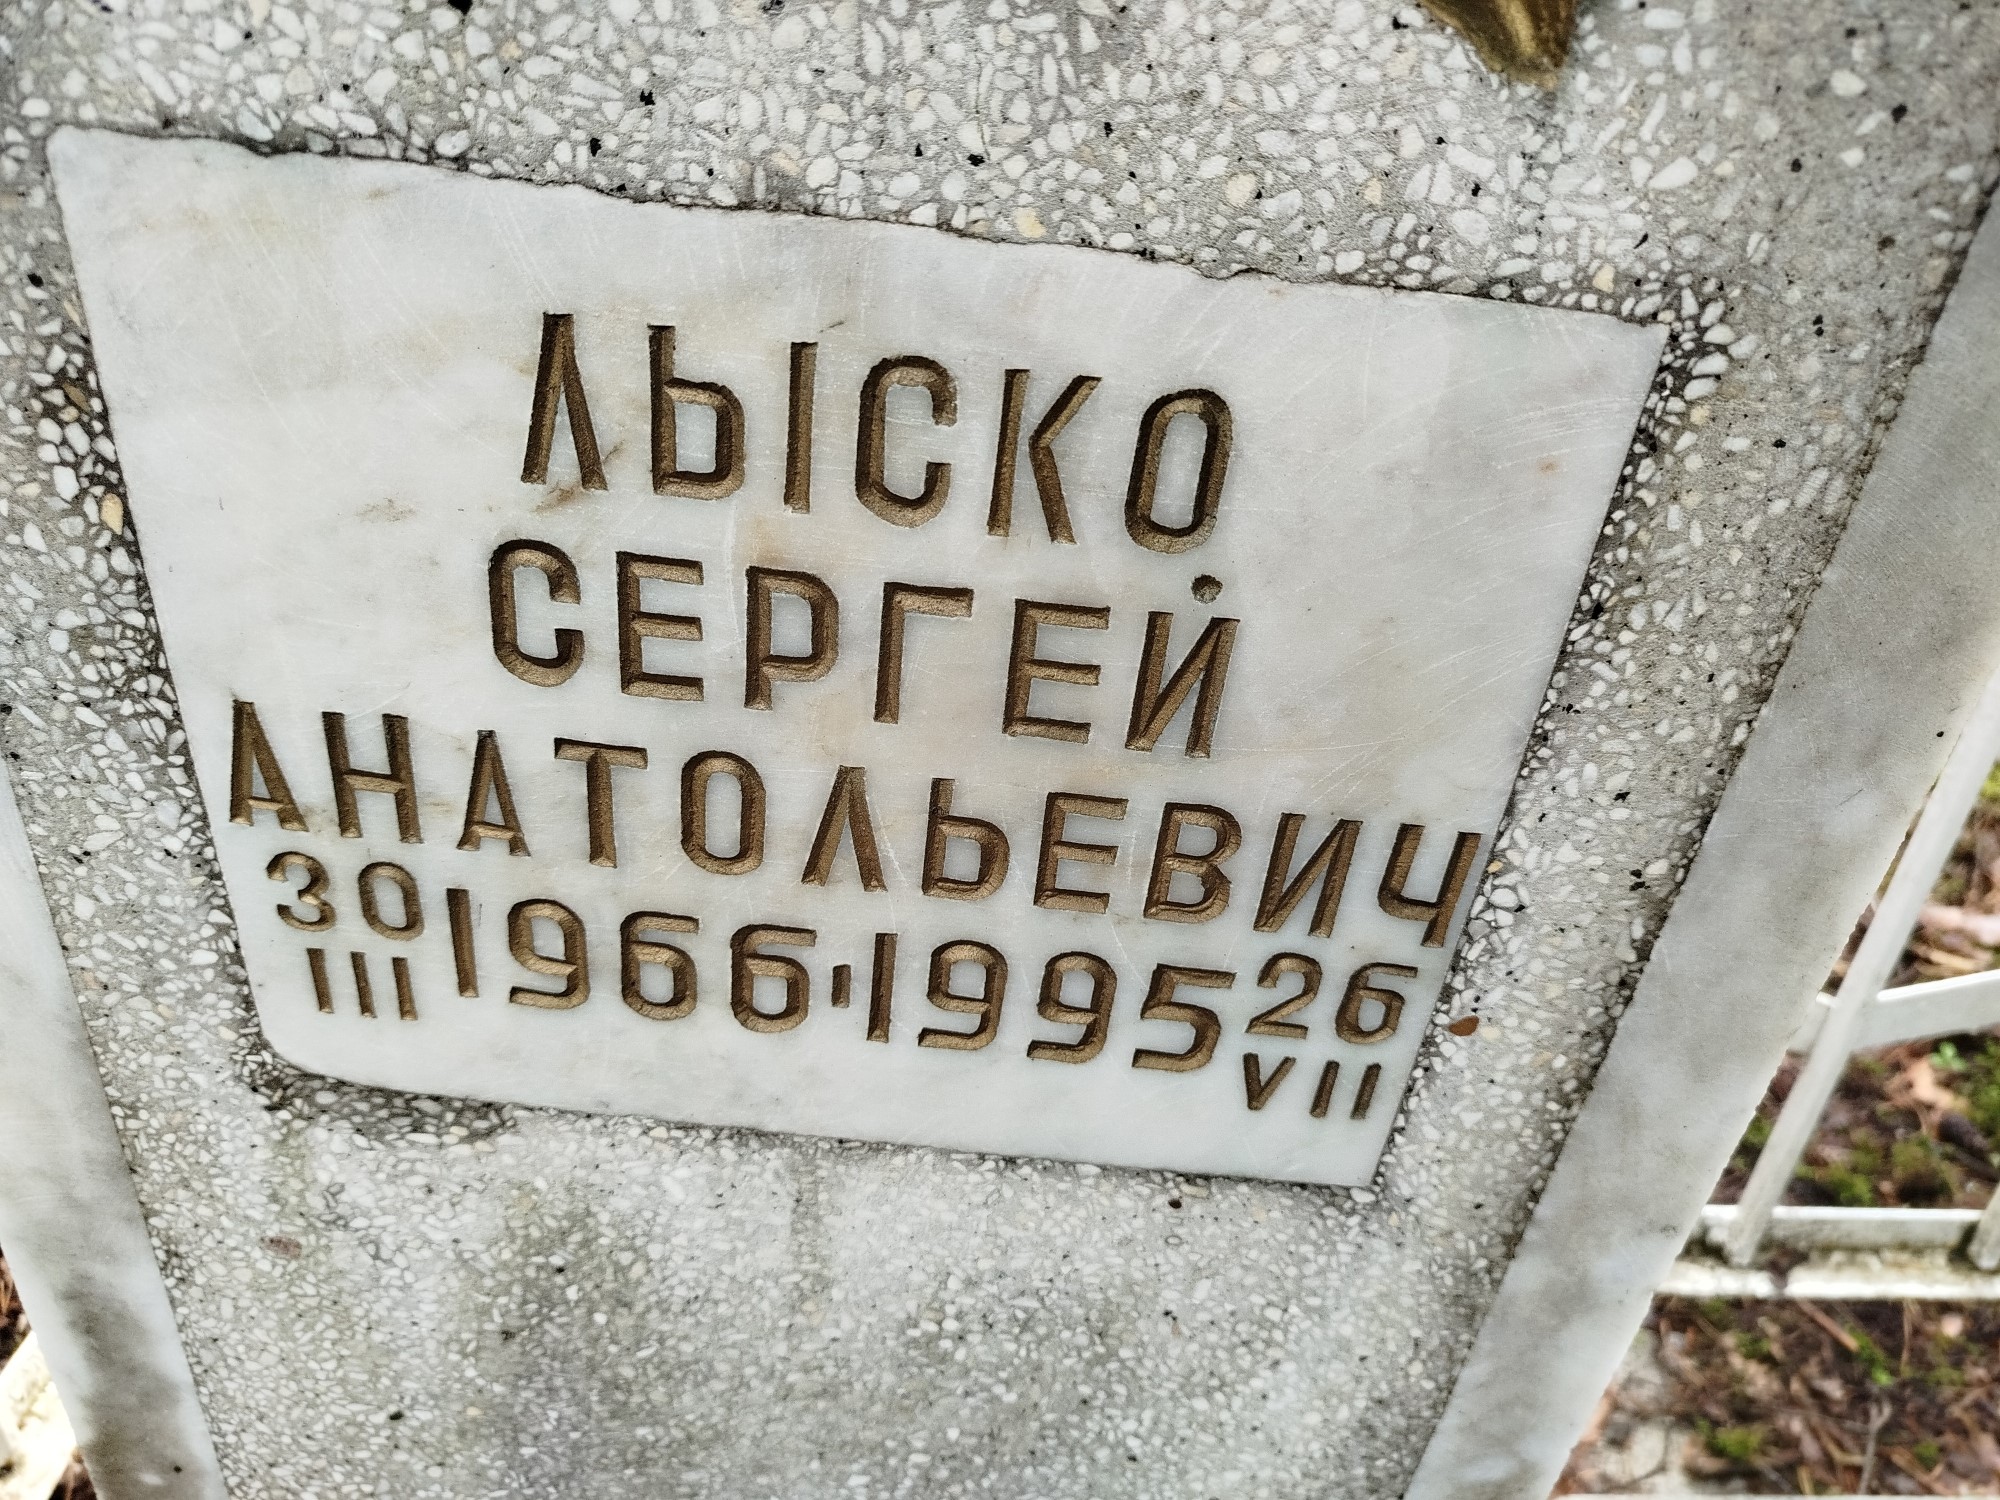 ЛЫСКО
СЕРГЕЙ
АНАТОЛЬЕВИЧ
30 III 1966-1995 26 VII